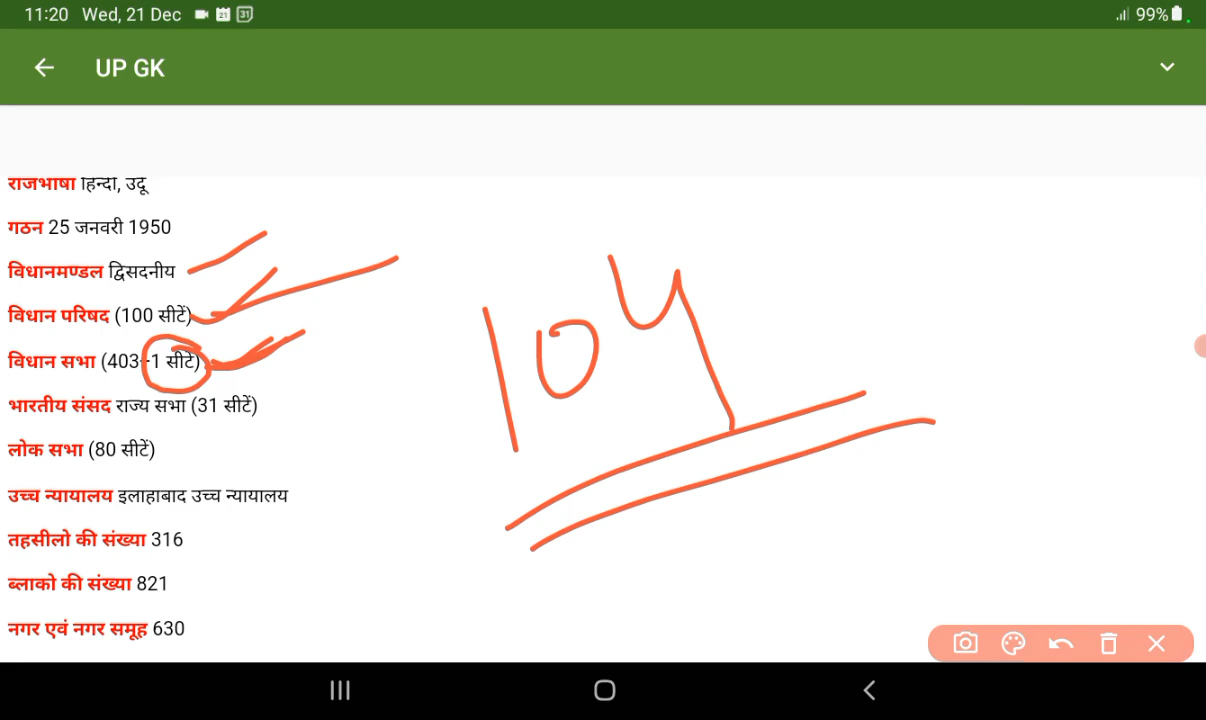 11:20 Wed, 21 Dec 21 31 99%
UP GK
राजभाषा हिन्दी, उर्दू
गठन 25 जनवरी 1950
विधानमण्डल द्विसदनीय
विधान परिषद (100 सीटें)
विधान सभा (403+1 सीटें)
104
भारतीय संसद राज्य सभा (31 सीटें)
लोक सभा (80 सीटें)
उच्च न्यायालय इलाहाबाद उच्च न्यायालय
तहसीलो की संख्या 316
ब्लाको की संख्या 821
नगर एवं नगर समूह 630